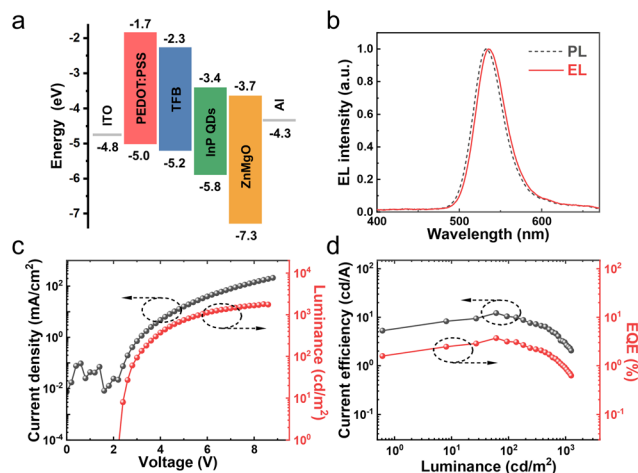 a
Energy (eV)
-2
-3
-4
-5
-6
-7
ITO
-4.8
-1.7
PEDOT:PSS
-5.0
-2.3
TFB
-5.2
-3.4
InP QDs
-5.8
-3.7
ZnMgO
-7.3
Al
-4.3
b
EL intensity (a.u.)
1.0
0.8
0.6
0.4
0.2
0.0
PL
EL
400 500 600
Wavelength (nm)
c
Current density (mA/cm²)
10⁴
10²
10⁰
10⁻²
10⁻⁴
0 2 4 6 8
Voltage (V)
10⁴
10³
10²
10¹
10⁰
Luminance (cd/m²)
d
Current efficiency (cd/A)
10²
10¹
10⁰
10⁻¹
10⁰ 10¹ 10² 10³
Luminance (cd/m²)
10²
10¹
10⁰
10⁻¹
EQE (%)